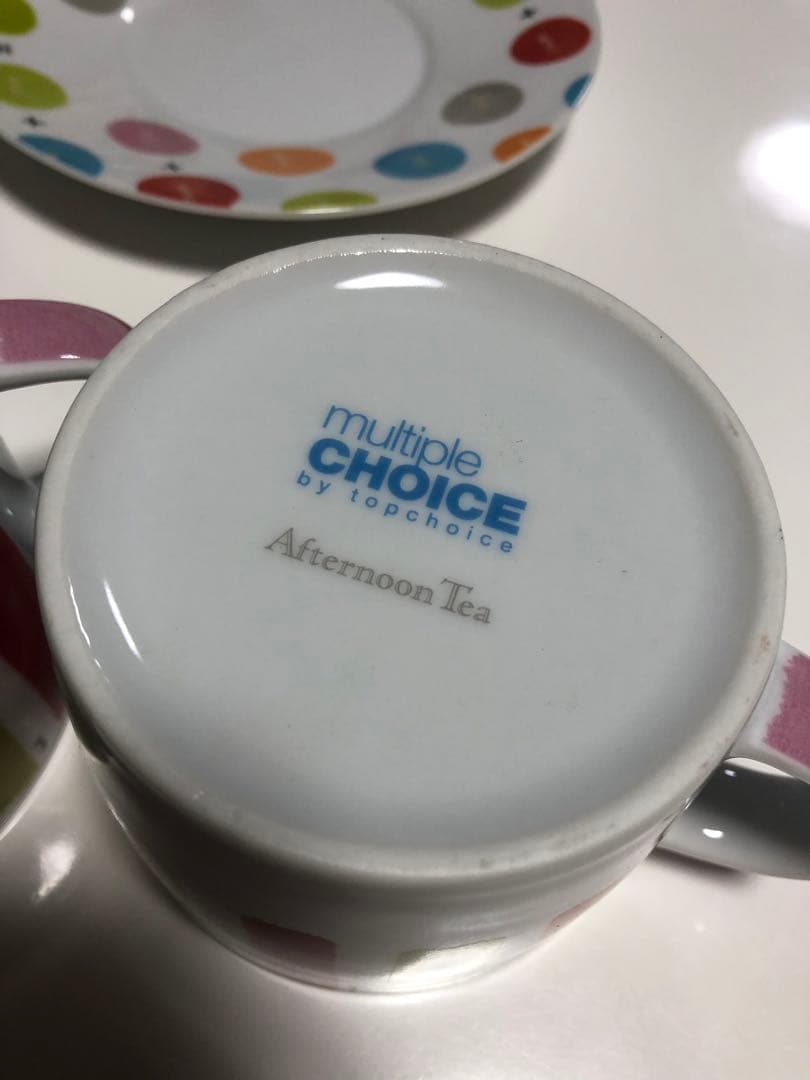 multiple
CHOICE
by topchoice
Afternoon Tea